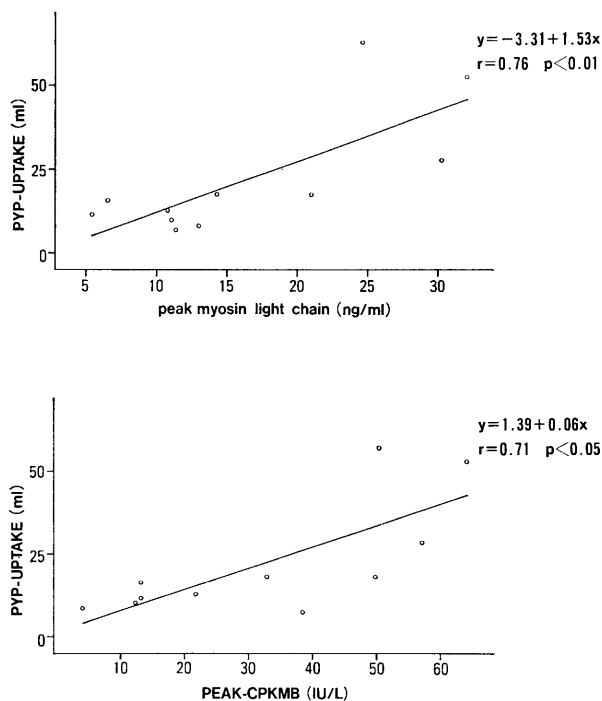 y=-3.31+1.53x
r=0.76 p<0.01
PYP-UPTAKE (ml)
50
25
0
5 10 15 20 25 30
peak myosin light chain (ng/ml)
y=1.39+0.06x
r=0.71 p<0.05
PYP-UPTAKE (ml)
50
25
0
10 20 30 40 50 60
PEAK-CPKMB (IU/L)